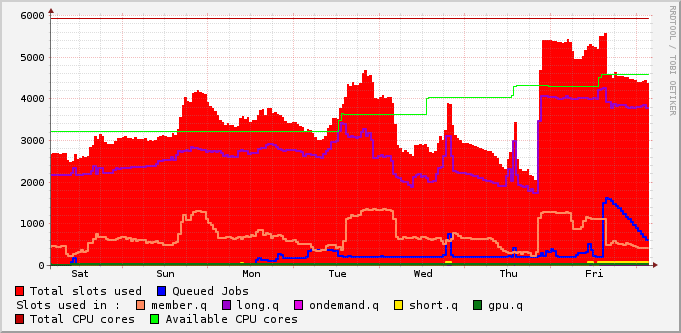 6000
5000
4000
3000
2000
1000
0
Sat Sun Mon Tue Wed Thu Fri
Total slots used Queued Jobs
Slots used in : member.q long.q ondemand.q short.q gpu.q
Total CPU cores Available CPU cores
RRDTOOL / TOBI OETIKER